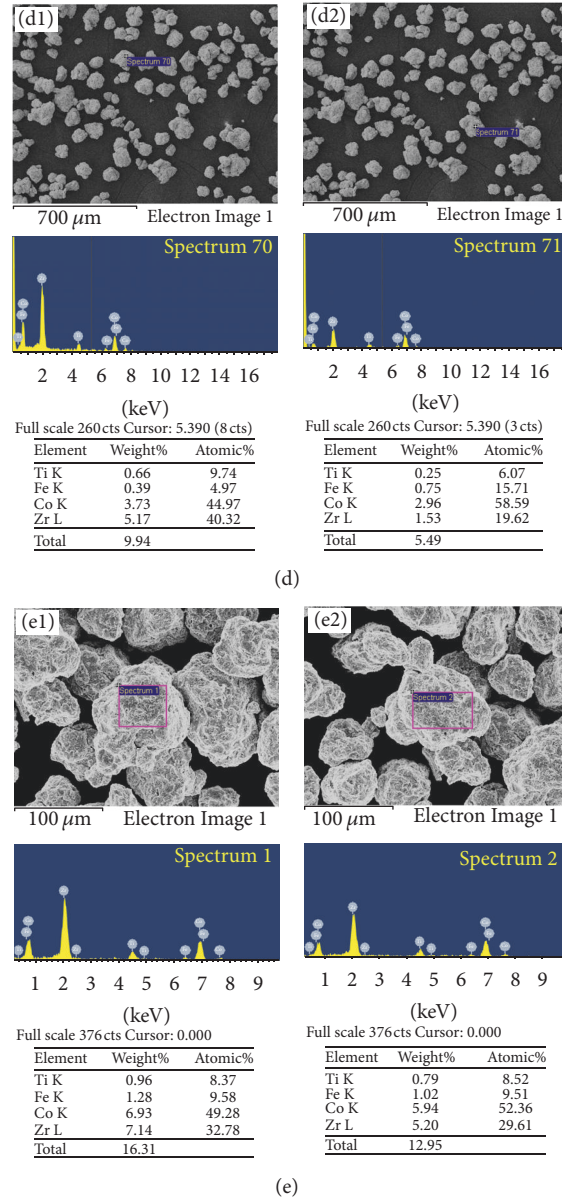 (d1)
Spectrum 70
700 μm
Electron Image 1
Spectrum 70
2 4 6 8 10 12 14 16
(keV)
Full scale 260 cts Cursor: 5.390 (8 cts)
Element Weight% Atomic%
Ti K 0.66 9.74
Fe K 0.39 4.97
Co K 3.73 44.97
Zr L 5.17 40.32
Total 9.94
(d2)
Spectrum 71
700 μm
Electron Image 1
Spectrum 71
2 4 6 8 10 12 14 16
(keV)
Full scale 260 cts Cursor: 5.390 (3 cts)
Element Weight% Atomic%
Ti K 0.25 6.07
Fe K 0.75 15.71
Co K 2.96 58.59
Zr L 1.53 19.62
Total 5.49
(d)
(e1)
Spectrum 1
100 μm
Electron Image 1
Spectrum 1
1 2 3 4 5 6 7 8 9
(keV)
Full scale 376 cts Cursor: 0.000
Element Weight% Atomic%
Ti K 0.96 8.37
Fe K 1.28 9.58
Co K 6.93 49.28
Zr L 7.14 32.78
Total 16.31
(e2)
Spectrum 2
100 μm
Electron Image 1
Spectrum 2
1 2 3 4 5 6 7 8 9
(keV)
Full scale 376 cts Cursor: 0.000
Element Weight% Atomic%
Ti K 0.79 8.52
Fe K 1.02 9.51
Co K 5.94 52.36
Zr L 5.20 29.61
Total 12.95
(e)